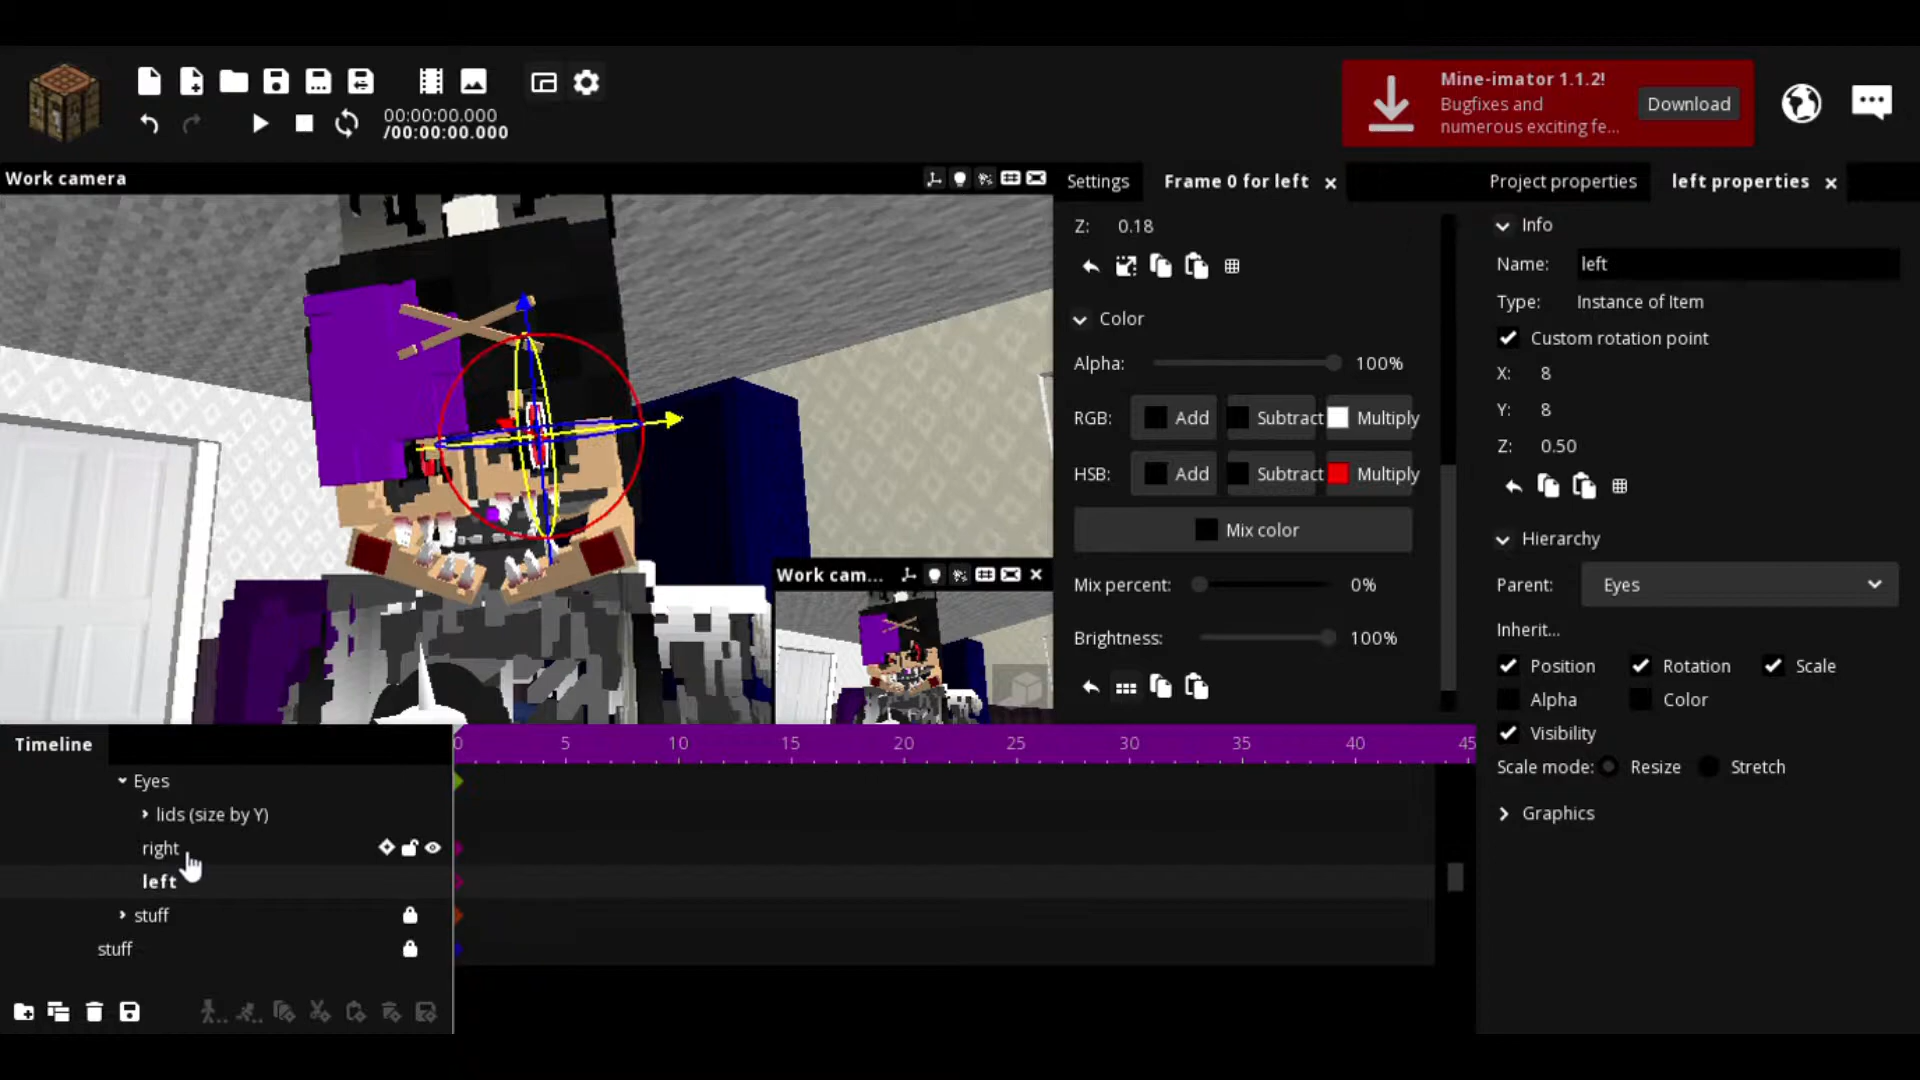 00:00:00.000
/00:00:00.000
Mine-imator 1.1.2!
Bugfixes and
numerous exciting fe...
Download
Work camera
Settings
Frame 0 for left
Project properties
left properties
Z: 0.18
Color
Alpha: 100%
RGB: Add Subtract Multiply
HSB: Add Subtract Multiply
Mix color
Mix percent: 0%
Brightness: 100%
Info
Name: left
Type: Instance of Item
Custom rotation point
X: 8
Y: 8
Z: 0.50
Hierarchy
Parent: Eyes
Inherit...
Position Rotation Scale
Alpha Color
Visibility
Scale mode: Resize Stretch
Graphics
Work cam...
Timeline
0 5 10 15 20 25 30 35 40 45
Eyes
lids (size by Y)
right
left
stuff
stuff